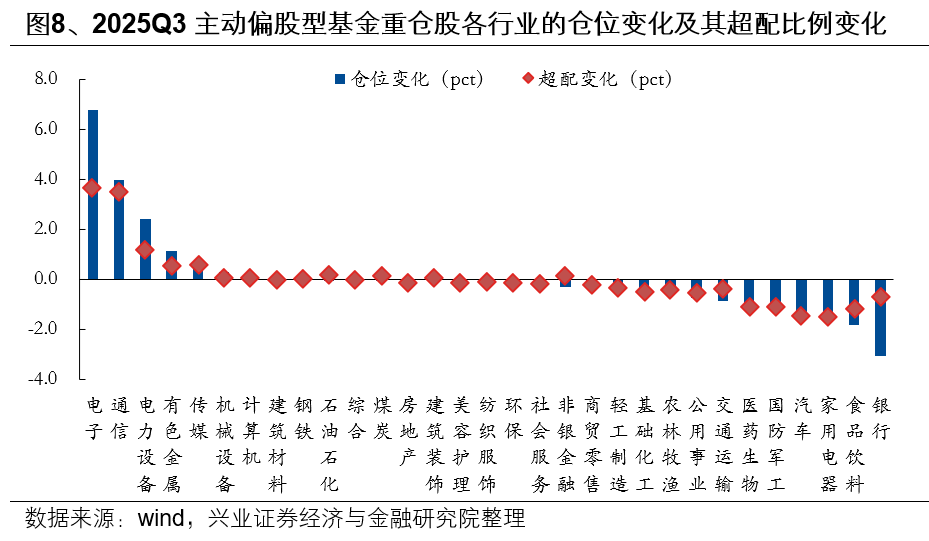 图8、2025Q3 主动偏股型基金重仓股各行业的仓位变化及其超配比例变化
仓位变化（pct） 超配变化（pct）
8.0
6.0
4.0
2.0
0.0
-2.0
-4.0
电子
通信
电力设备
有色金属
传媒
机械设备
计算机
建筑材料
钢铁
石油石化
综合
煤炭
房地产
建筑装饰
美容护理
纺织服饰
环保
社会服务
非银金融
商贸零售
轻工制造
基础化工
农林牧渔
公用事业
交通运输
医药生物
国防军工
汽车
家用电器
食品饮料
银行
数据来源：wind，兴业证券经济与金融研究院整理